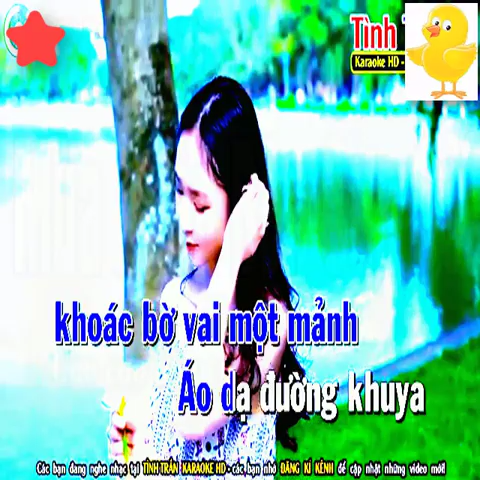 Tình
Karaoke HD -
khoác bờ vai một mảnh
Áo dạ đường khuya
Các bạn đang nghe nhạc tại TÌNH TRẦN KARAOKE HD - các bạn nhớ ĐĂNG KÍ KÊNH để cập nhật những video mới!